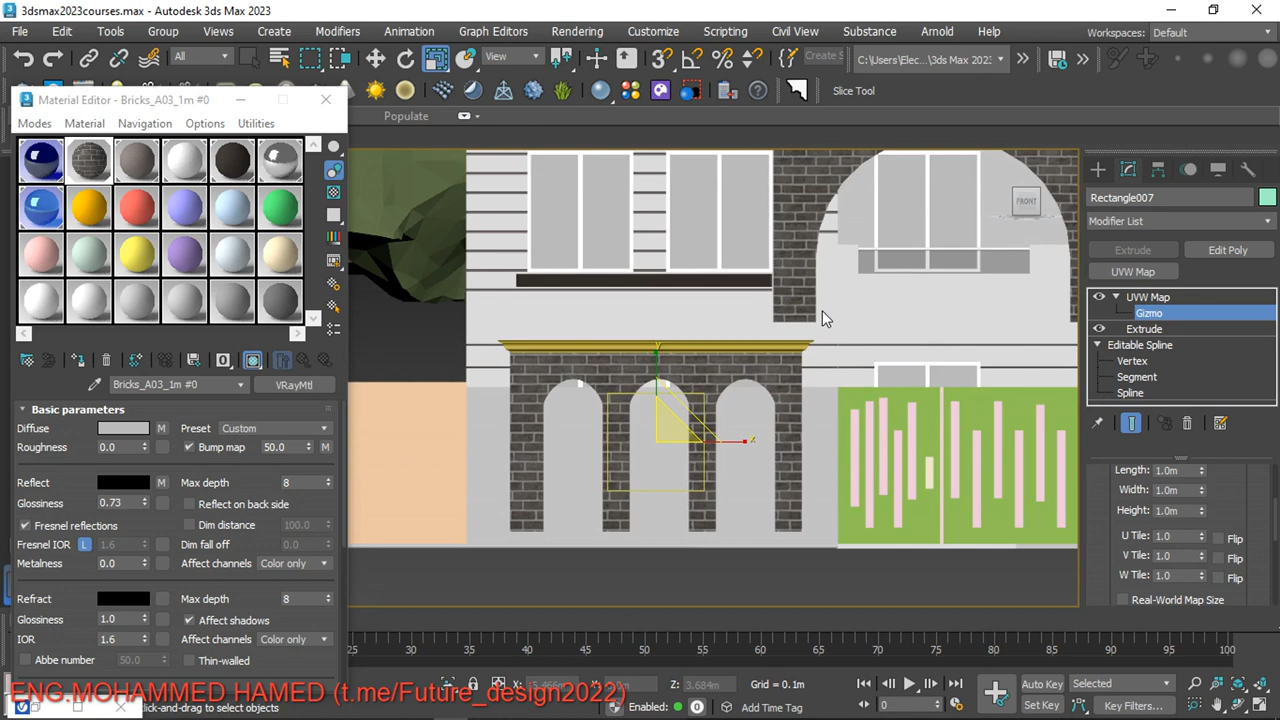 3dsmax2023courses.max - Autodesk 3ds Max 2023
File Edit Tools Group Views Create Modifiers Animation Graph Editors Rendering Customize Scripting Civil View Substance Arnold Help Workspaces: Default
All View Create S C:\Users\Elec...\3ds Max 2023
Slice Tool
Material Editor - Bricks_A03_1m #0
Populate
Modes Material Navigation Options Utilities
FRONT
Rectangle007
Modifier List
Extrude Edit Poly
UVW Map
UVW Map
Gizmo
Extrude
Editable Spline
Vertex
Segment
Spline
Bricks_A03_1m #0 VRayMtl
Basic parameters
Diffuse M Preset Custom
Roughness 0.0 Bump map 50.0 M
Reflect M Max depth 8
Glossiness 0.73 Reflect on back side
Fresnel reflections Dim distance 100.0
Fresnel IOR L 1.6 Dim fall off 0.0
Metalness 0.0 Affect channels Color only
Refract Max depth 8
Glossiness 1.0 Affect shadows
IOR 1.6 Affect channels Color only
Abbe number 50.0 Thin-walled
Length: 1.0m
Width: 1.0m
Height: 1.0m
U Tile: 1.0 Flip
V Tile: 1.0 Flip
W Tile: 1.0 Flip
Real-World Map Size
25 30 35 40 45 50 55 60 65 70 75 80 85 90 95 100
Z: 3.684m Grid = 0.1m Auto Key Selected
ENG.MOHAMMED HAMED (t.me/Future_design2022)
click-and-drag to select objects Enabled: Add Time Tag 0 Set Key Key Filters...